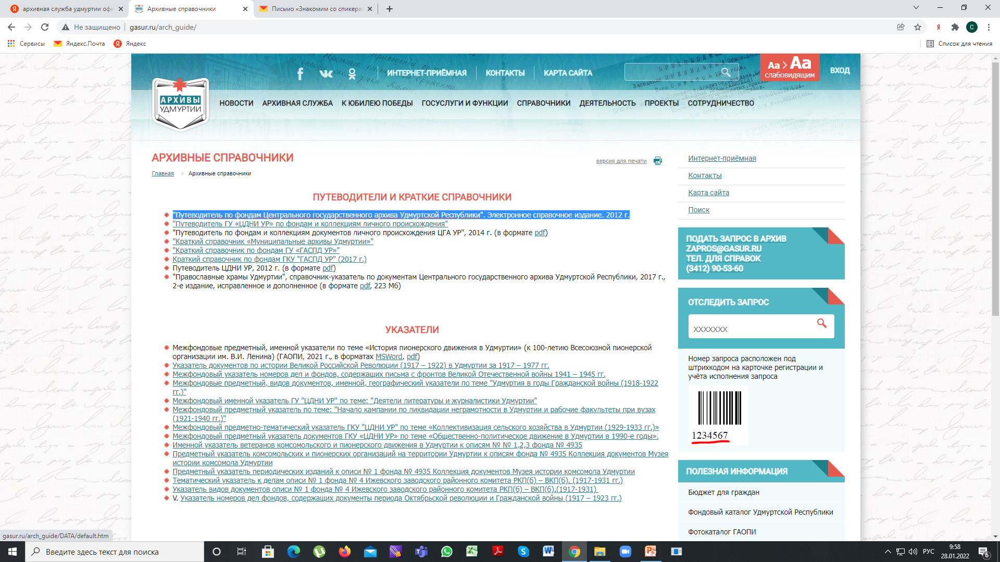 архивная служба удмуртии офи
Архивные справочники
Письмо «Знакомим со спикера
Не защищено
gasur.ru/arch_guide/
Сервисы
Яндекс.Почта
Яндекс
Список для чтения
ИНТЕРНЕТ-ПРИЁМНАЯ
КОНТАКТЫ
КАРТА САЙТА
Aa > Aa
слабовидящим
ВХОД
АРХИВЫ
УДМУРТИИ
НОВОСТИ АРХИВНАЯ СЛУЖБА К ЮБИЛЕЮ ПОБЕДЫ ГОСУСЛУГИ И ФУНКЦИИ СПРАВОЧНИКИ ДЕЯТЕЛЬНОСТЬ ПРОЕКТЫ СОТРУДНИЧЕСТВО
АРХИВНЫЕ СПРАВОЧНИКИ
версия для печати
Главная > Архивные справочники
ПУТЕВОДИТЕЛИ И КРАТКИЕ СПРАВОЧНИКИ
"Путеводитель по фондам Центрального государственного архива Удмуртской Республики". Электронное справочное издание. 2012 г.
"Путеводитель ГУ «ЦДНИ УР» по фондам и коллекциям личного происхождения"
"Путеводитель по фондам и коллекциям документов личного происхождения ЦГА УР", 2014 г. (в формате pdf)
"Краткий справочник «Муниципальные архивы Удмуртии»"
"Краткий справочник по фондам ГУ «ГАСПД УР»"
Краткий справочник по фондам ГКУ "ГАСПД УР" (2017 г.)
Путеводитель ЦДНИ УР, 2012 г. (в формате pdf)
"Православные храмы Удмуртии", справочник-указатель по документам Центрального государственного архива Удмуртской Республики, 2017 г.,
2-е издание, исправленное и дополненное (в формате pdf, 223 Мб)
УКАЗАТЕЛИ
Межфондовые предметный, именной указатели по теме «История пионерского движения в Удмуртии» (к 100-летию Всесоюзной пионерской
организации им. В.И. Ленина) (ГАОПИ, 2021 г., в форматах MSWord, pdf)
Указатель документов по истории Великой Российской Революции (1917 – 1922) в Удмуртии за 1917 – 1977 гг.
Межфондовый указатель номеров дел и фондов, содержащих письма с фронтов Великой Отечественной войны 1941 – 1945 гг.
Межфондовые предметный, видов документов, именной, географический указатели по теме "Удмуртия в годы Гражданской войны (1918-1922
гг.)"
Межфондовый именной указатель ГУ "ЦДНИ УР" по теме: "Деятели литературы и журналистики Удмуртии"
Межфондовый предметный указатель по теме: "Начало кампании по ликвидации неграмотности в Удмуртии и рабочие факультеты при вузах
(1921-1940 гг.)"
Межфондовый предметно-тематический указатель ГКУ "ЦДНИ УР" по теме «Коллективизация сельского хозяйства в Удмуртии (1929-1933 гг.)»
Межфондовый предметный указатель документов ГКУ «ЦДНИ УР» по теме «Общественно-политическое движение в Удмуртии в 1990-е годы».
Именной указатель ветеранов комсомольского и пионерского движения в Удмуртии к описям № № 1,2,3 фонда № 4935
Предметный указатель комсомольских и пионерских организаций на территории Удмуртии к описям фонда № 4935 Коллекция документов Музея
истории комсомола Удмуртии
Предметный указатель периодических изданий к описи № 1 фонда № 4935 Коллекция документов Музея истории комсомола Удмуртии
Тематический указатель к делам описи № 1 фонда № 4 Ижевского заводского районного комитета РКП(б) – ВКП(б). (1917-1931 гг.)
Указатель видов документов описи № 1 фонда № 4 Ижевского заводского районного комитета РКП(б) – ВКП(б).(1917-1931)
V. Указатель номеров дел фондов, содержащих документы периода Октябрьской революции и Гражданской войны (1917 – 1923 гг.)
Интернет-приёмная
Контакты
Карта сайта
Поиск
ПОДАТЬ ЗАПРОС В АРХИВ
ZAPROS@GASUR.RU
ТЕЛ. ДЛЯ СПРАВОК
(3412) 90-53-60
ОТСЛЕДИТЬ ЗАПРОС
XXXXXXX
Номер запроса расположен под
штрихкодом на карточке регистрации и
учёта исполнения запроса
1234567
ПОЛЕЗНАЯ ИНФОРМАЦИЯ
Бюджет для граждан
Фондовый каталог Удмуртской Республики
Фотокаталог ГАОПИ
gasur.ru/arch_guide/DATA/default.htm
Введите здесь текст для поиска
РУС
9:58
28.01.2022
6